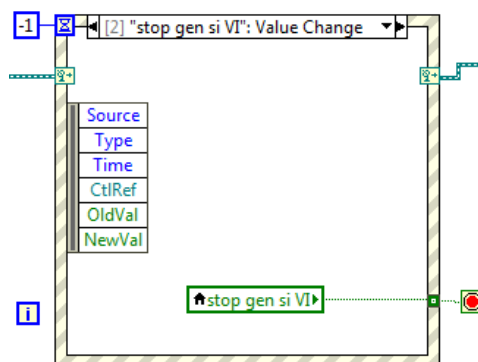 -1
[2] "stop gen si VI": Value Change
Source
Type
Time
CtlRef
OldVal
NewVal
stop gen si VI
i